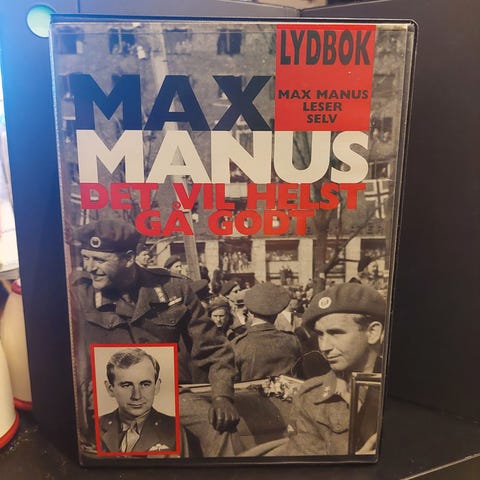 LYDBOK
MAX MANUS
LESER
SELV
MAX
MANUS
DET VIL HELST
GÅ GODT